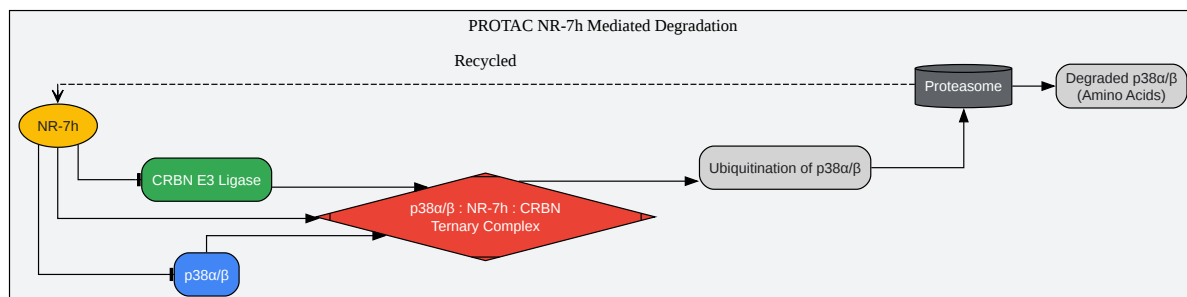 PROTAC NR-7h Mediated Degradation
Recycled
Proteasome
Degraded p38α/β
(Amino Acids)
NR-7h
CRBN E3 Ligase
Ubiquitination of p38α/β
p38α/β : NR-7h : CRBN
Ternary Complex
p38α/β